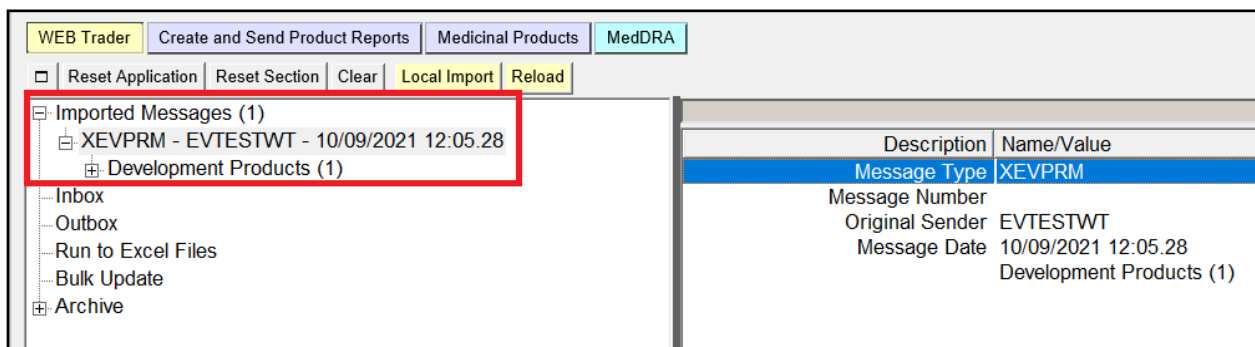 WEB Trader Create and Send Product Reports Medicinal Products MedDRA
Reset Application Reset Section Clear Local Import Reload
Imported Messages (1)
XEVPRM - EVTESTWT - 10/09/2021 12:05.28
Development Products (1)
Inbox
Outbox
Run to Excel Files
Bulk Update
Archive
Description Name/Value
Message Type XEVPRM
Message Number
Original Sender EVTESTWT
Message Date 10/09/2021 12:05.28
Development Products (1)